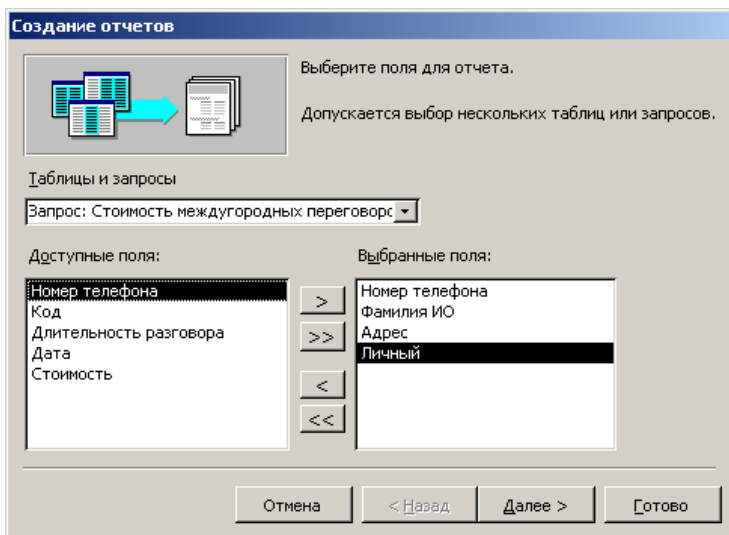 Создание отчетов
Выберите поля для отчета.
Допускается выбор нескольких таблиц или запросов.
Таблицы и запросы
Запрос: Стоимость междугородных переговорс
Доступные поля:
Номер телефона
Код
Длительность разговора
Дата
Стоимость
>
>>
<
<<
Выбранные поля:
Номер телефона
Фамилия ИО
Адрес
Личный
Отмена
< Назад
Далее >
Готово